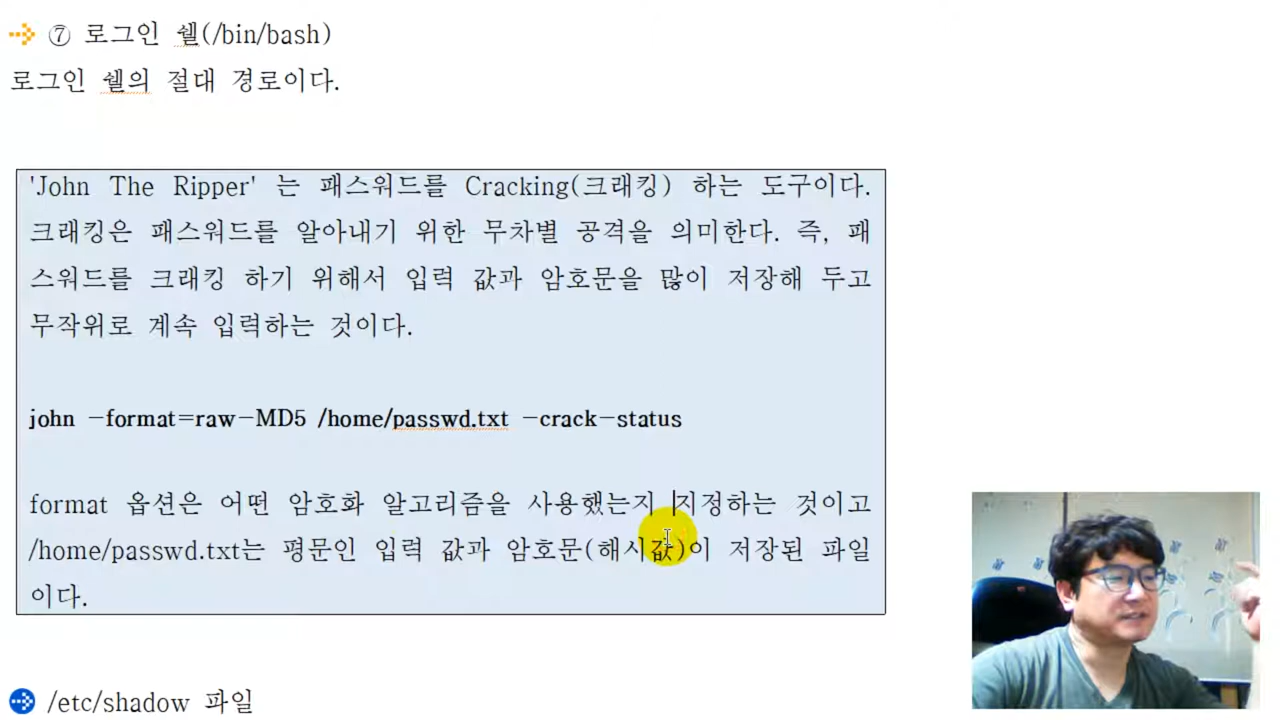 ⑦ 로그인 쉘(/bin/bash)
로그인 쉘의 절대 경로이다.
'John The Ripper' 는 패스워드를 Cracking(크래킹) 하는 도구이다.
크래킹은 패스워드를 알아내기 위한 무차별 공격을 의미한다. 즉, 패
스워드를 크래킹 하기 위해서 입력 값과 암호문을 많이 저장해 두고
무작위로 계속 입력하는 것이다.
john -format=raw-MD5 /home/passwd.txt -crack-status
format 옵션은 어떤 암호화 알고리즘을 사용했는지 지정하는 것이고
/home/passwd.txt는 평문인 입력 값과 암호문(해시값)이 저장된 파일
이다.
/etc/shadow 파일